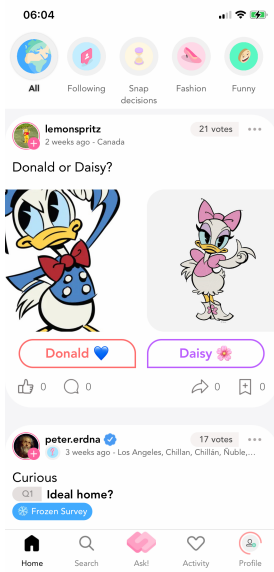 06:04
All
Following
Snap decisions
Fashion
Funny
lemonspritz
21 votes
2 weeks ago - Canada
Donald or Daisy?
Donald 💙
Daisy 🌸
0
0
0
0
peter.erdna
17 votes
3 weeks ago - Los Angeles, Chillan, Chillán, Ñuble,...
Curious
Q1 Ideal home?
Frozen Survey
Home
Search
Ask!
Activity
Profile